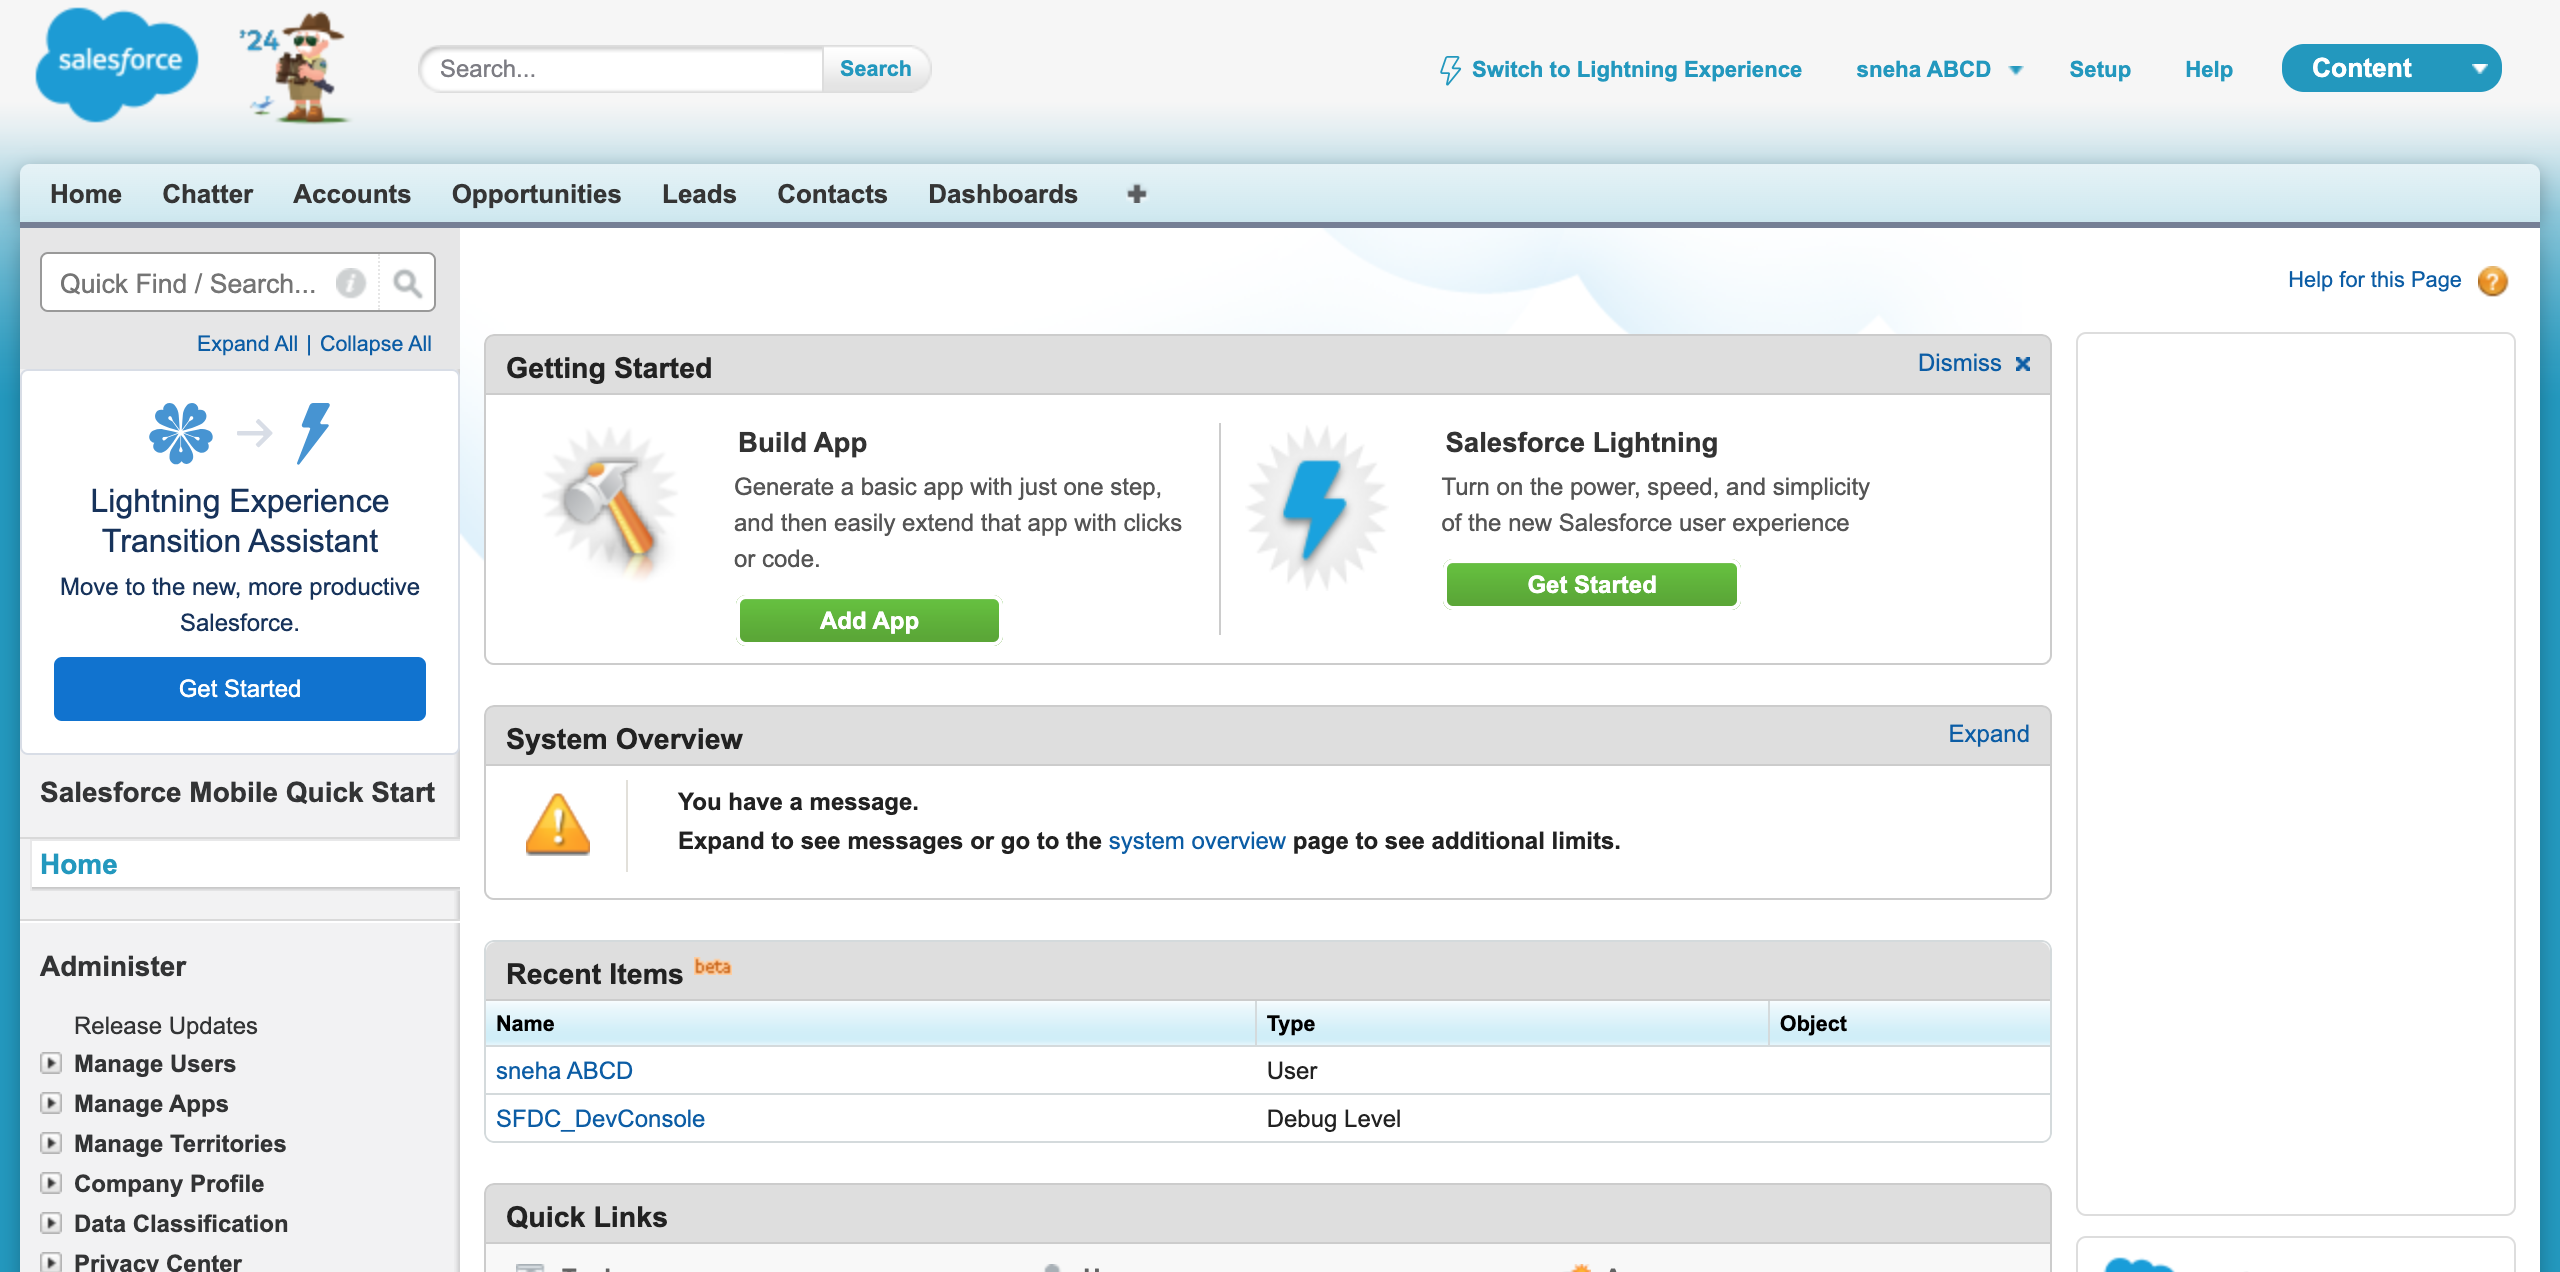 salesforce
'24
Search...
Search
Switch to Lightning Experience
sneha ABCD
Setup
Help
Content
Home
Chatter
Accounts
Opportunities
Leads
Contacts
Dashboards
Quick Find / Search...
Expand All | Collapse All
Lightning Experience
Transition Assistant
Move to the new, more productive
Salesforce.
Get Started
Salesforce Mobile Quick Start
Home
Administer
Release Updates
Manage Users
Manage Apps
Manage Territories
Company Profile
Data Classification
Privacy Center
Help for this Page
Getting Started
Dismiss
Build App
Generate a basic app with just one step,
and then easily extend that app with clicks
or code.
Add App
Salesforce Lightning
Turn on the power, speed, and simplicity
of the new Salesforce user experience
Get Started
System Overview
Expand
You have a message.
Expand to see messages or go to the system overview page to see additional limits.
Recent Items beta
Name
Type
Object
sneha ABCD
User
SFDC_DevConsole
Debug Level
Quick Links